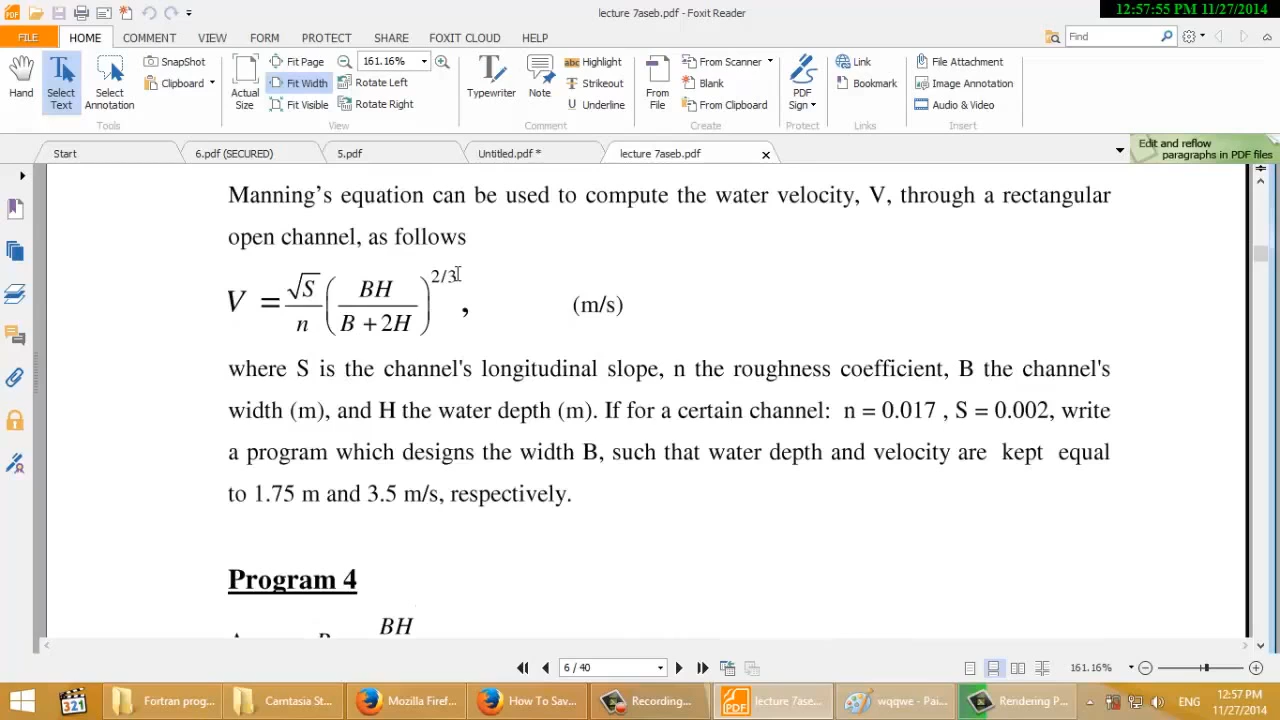 12:57:55 PM 11/27/2014
lecture 7aseb.pdf - Foxit Reader
FILE HOME COMMENT VIEW FORM PROTECT SHARE FOXIT CLOUD HELP Find
SnapShot Fit Page 161.16% abc Highlight From Scanner Link File Attachment
Hand Select Text Select Annotation Clipboard Actual Size Fit Width Rotate Left Typewriter Note Strikeout From File Blank PDF Sign Bookmark Image Annotation
Fit Visible Rotate Right Underline From Clipboard Audio & Video
Tools View Comment Create Protect Links Insert
Start 6.pdf (SECURED) 5.pdf Untitled.pdf * lecture 7aseb.pdf
Edit and reflow
paragraphs in PDF files
Manning's equation can be used to compute the water velocity, V, through a rectangular
open channel, as follows
V = √S/n (BH/(B + 2H))^2/3 , (m/s)
where S is the channel's longitudinal slope, n the roughness coefficient, B the channel's
width (m), and H the water depth (m). If for a certain channel: n = 0.017 , S = 0.002, write
a program which designs the width B, such that water depth and velocity are kept equal
to 1.75 m and 3.5 m/s, respectively.
Program 4
BH
6 / 40 161.16%
321 Fortran prog... Camtasia St... Mozilla Firef... How To Sav... Recording... PDF lecture 7ase... wqqwe - Pai... Rendering P... ENG 12:57 PM
11/27/2014